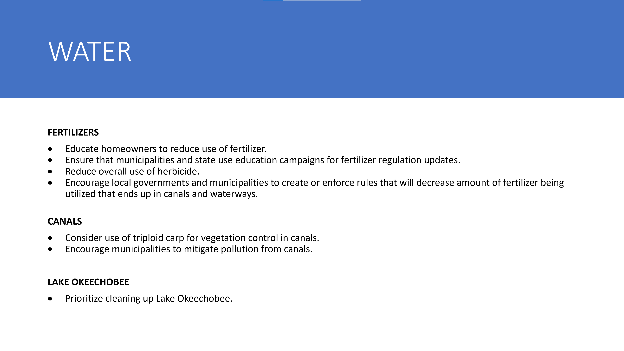 WATER
FERTILIZERS
• Educate homeowners to reduce use of fertilizer.
• Ensure that municipalities and state use education campaigns for fertilizer regulation updates.
• Reduce overall use of herbicide.
• Encourage local governments and municipalities to create or enforce rules that will decrease amount of fertilizer being
utilized that ends up in canals and waterways.
CANALS
• Consider use of triploid carp for vegetation control in canals.
• Encourage municipalities to mitigate pollution from canals.
LAKE OKEECHOBEE
• Prioritize cleaning up Lake Okeechobee.